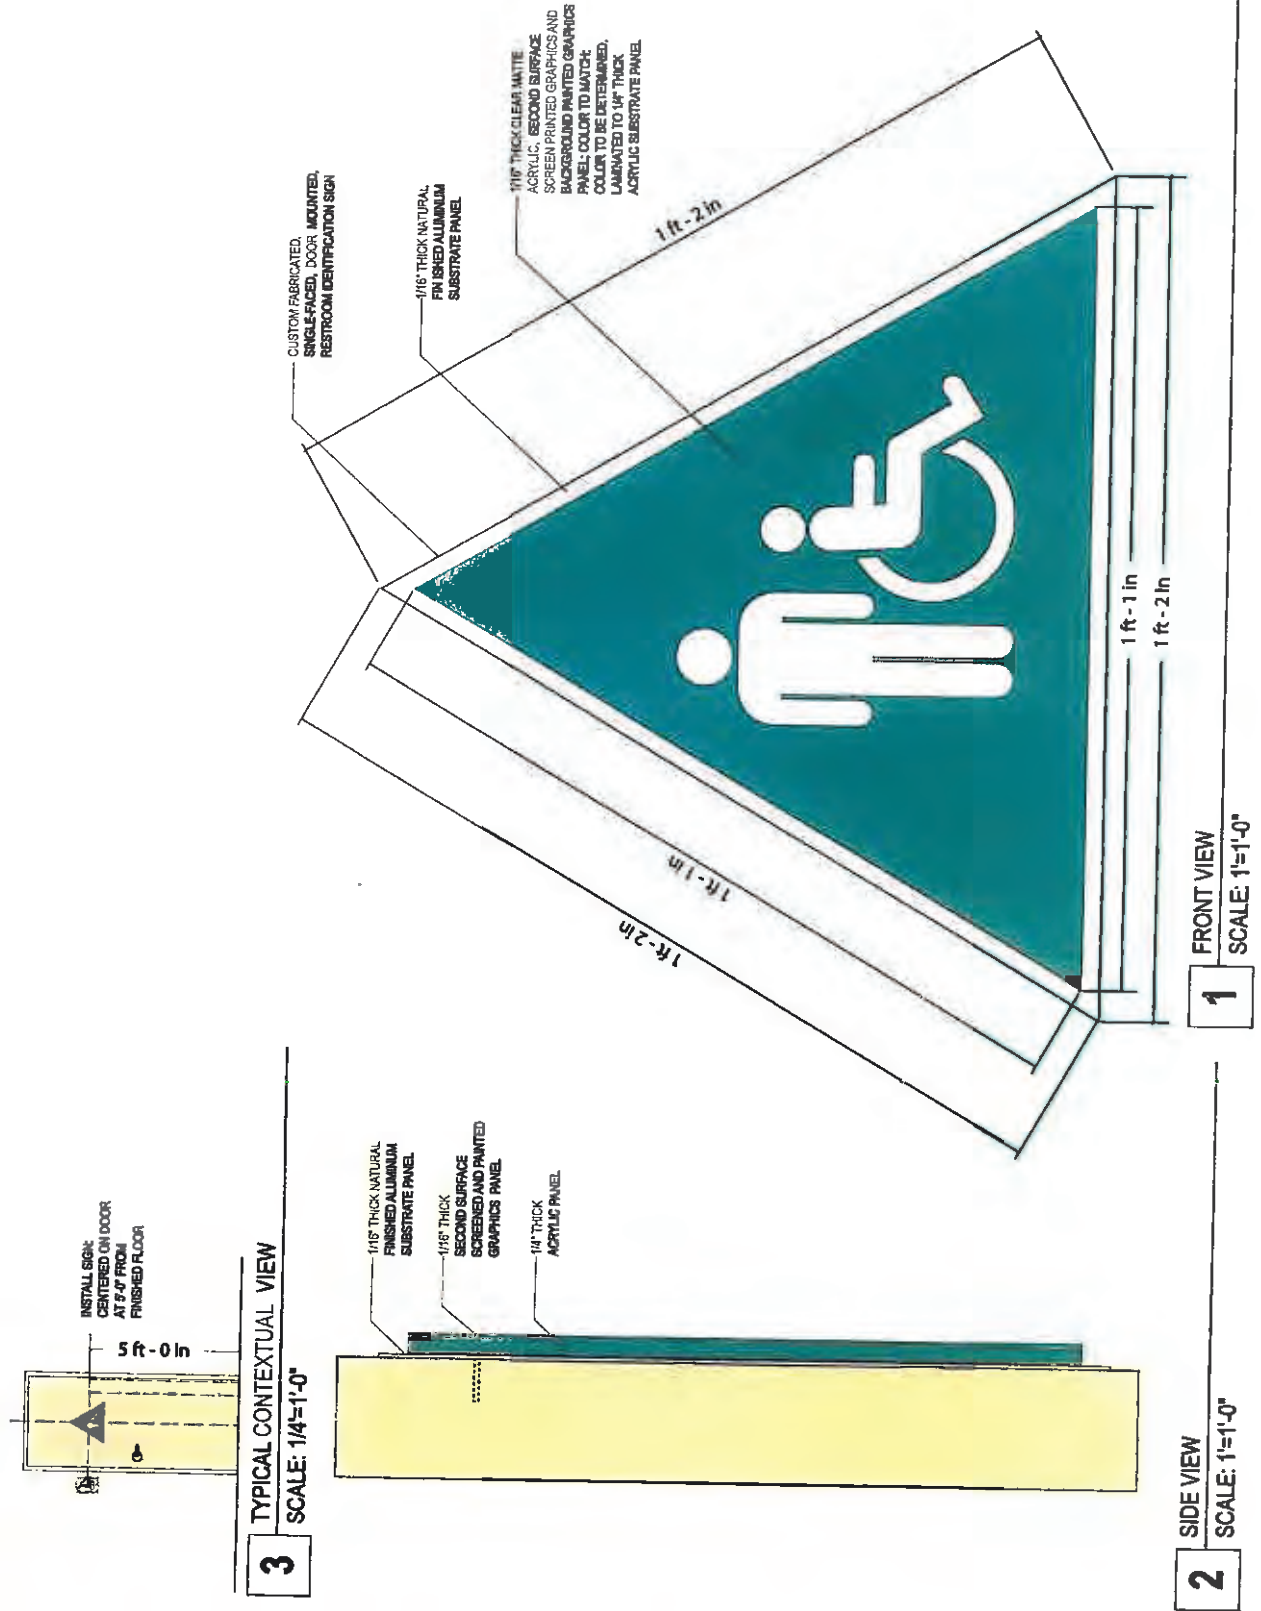 CUSTOM FABRICATED,
SINGLE-FACED, DOOR MOUNTED,
RESTROOM IDENTIFICATION SIGN
1/16" THICK NATURAL
FINISHED ALUMINUM
SUBSTRATE PANEL
1/16" THICK CLEAR MATTE
ACRYLIC, SECOND SURFACE
SCREEN PRINTED GRAPHICS AND
BACKGROUND PAINTED GRAPHICS
PANEL; COLOR TO MATCH:
COLOR TO BE DETERMINED,
LAMINATED TO 1/4" THICK
ACRYLIC SUBSTRATE PANEL
1 ft - 2 in
1 ft - 1 in
1 ft - 2 in
1 ft - 1 in
1 ft - 2 in
1
FRONT VIEW
SCALE: 1'=1'-0"
INSTALL SIGN:
CENTERED ON DOOR
AT 5'-0" FROM
FINISHED FLOOR
5 ft - 0 in
3
TYPICAL CONTEXTUAL VIEW
SCALE: 1/4'=1'-0"
1/16" THICK NATURAL
FINISHED ALUMINUM
SUBSTRATE PANEL
1/16" THICK
SECOND SURFACE
SCREENED AND PAINTED
GRAPHICS PANEL
1/4" THICK
ACRYLIC PANEL
2
SIDE VIEW
SCALE: 1'=1'-0"